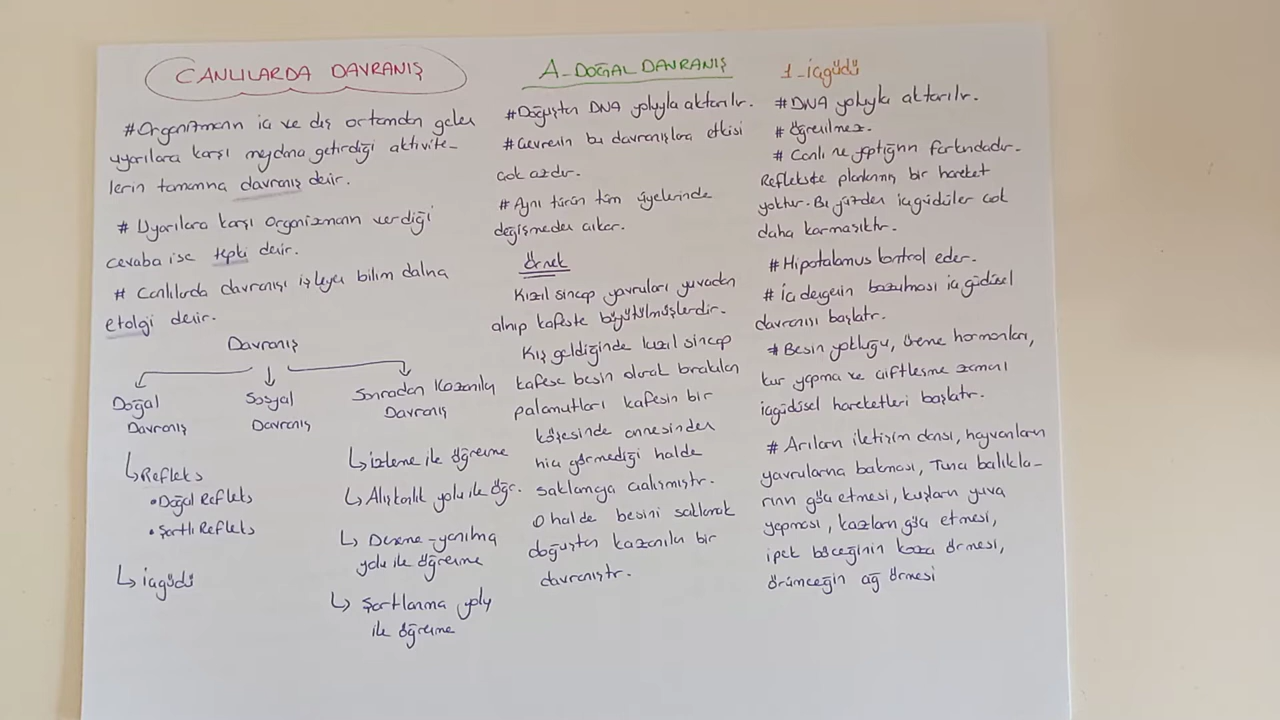 CANLILARDA DAVRANIŞ
# Organizmanın iç ve dış ortamdan gelen
uyarılara karşı meydana getirdiği aktivite-
lerin tamamına davranış denir.
# Uyarılara karşı organizmanın verdiği
cevaba ise tepki denir.
# Canlılarda davranışı işleyen bilim dalına
etoloji denir.
Davranış
Doğal
Davranış
Sosyal
Davranış
Sonradan Kazanılan
Davranış
↳ Refleks
• Doğal Refleks
• Şartlı Refleks
↳ İçgüdü
↳ izleme ile öğrenme
↳ Alışkanlık yolu ile öğr.
↳ Deneme-yanılma
yolu ile öğrenme
↳ Şartlanma yolu
ile öğrenme
A-DOĞAL DAVRANIŞ
# Doğuştan DNA yoluyla aktarılır.
# Çevrenin bu davranışlara etkisi
çok azdır.
# Aynı türün tüm üyelerinde
değişmeden çıkar.
Örnek
Kızıl sincap yavruları yuvadan
alınıp kafeste büyütülmüşlerdir.
Kış geldiğinde kızıl sincap
kafese besin olarak bırakılan
palamutları kafesin bir
köşesinde annesinden
hiç görmediği halde
saklamaya çalışmıştır.
O halde besini saklamak
doğuştan kazanılan bir
davranıştır.
1-İçgüdü
# DNA yoluyla aktarılır.
# Öğrenilmez.
# Canlı ne yaptığının farkındadır.
Reflekste planlanmış bir hareket
yoktur. Bu yüzden içgüdüler çok
daha karmaşıktır.
# Hipotalamus kontrol eder.
# İç dengenin bozulması içgüdüsel
davranışı başlatır.
# Besin yokluğu, üreme hormonları,
kur yapma ve çiftleşme zamanı
içgüdüsel hareketleri başlatır.
# Arıların iletişim dansı, hayvanların
yavrularına bakması, Tuna balıkla-
rının göç etmesi, kuşların yuva
yapması, kazların göç etmesi,
ipek böceğinin koza örmesi,
örümceğin ağ örmesi